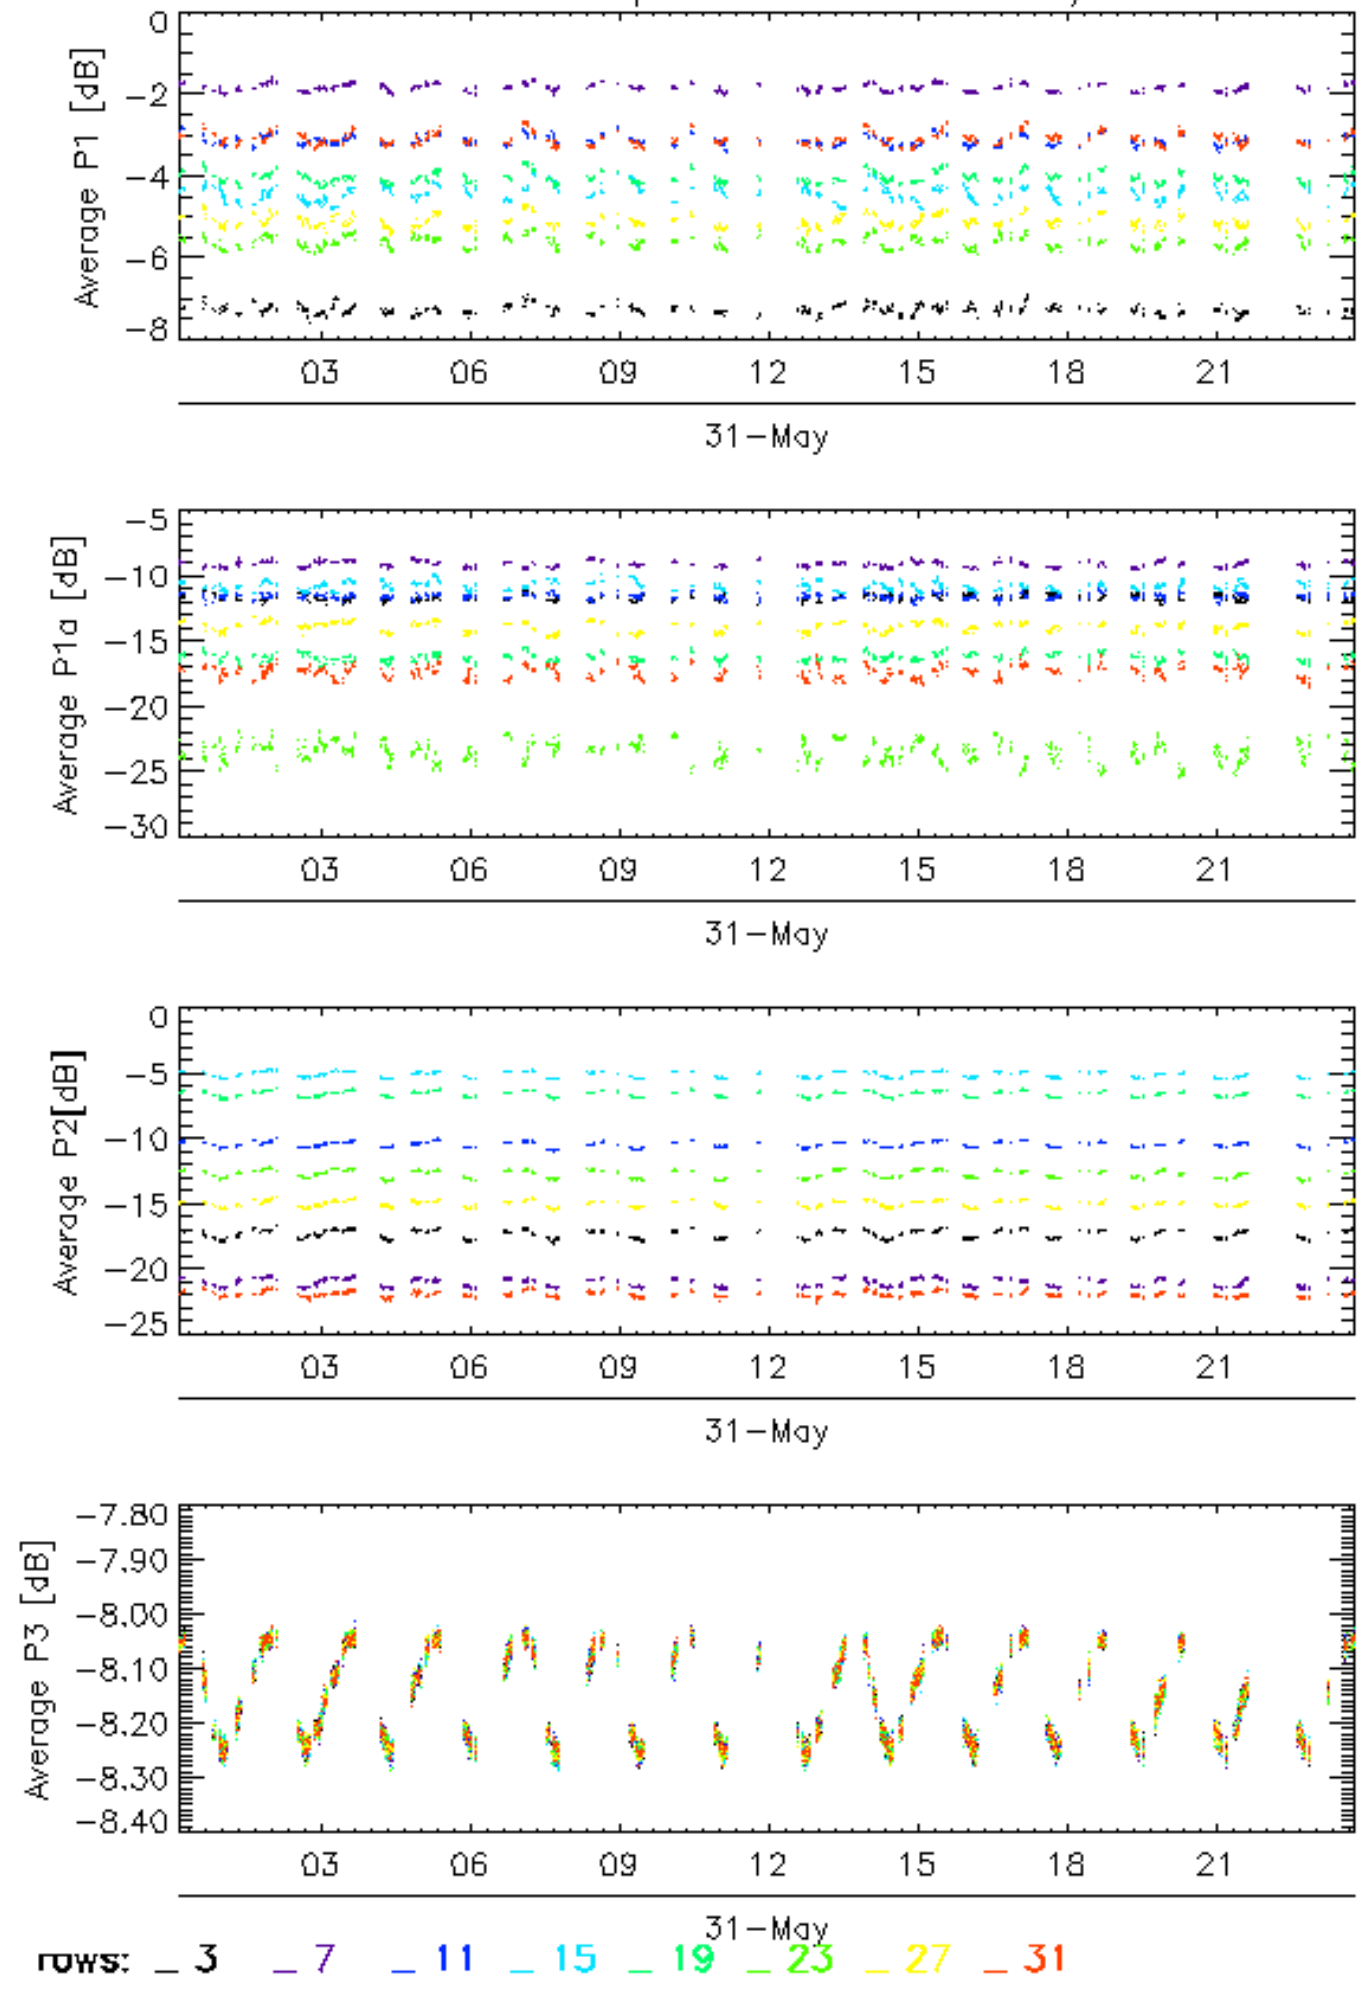 0
-2
-4
-6
-8
Average P1 [dB]
03 06 09 12 15 18 21
31-May
-5
-10
-15
-20
-25
-30
Average P1a [dB]
03 06 09 12 15 18 21
31-May
0
-5
-10
-15
-20
-25
Average P2[dB]
03 06 09 12 15 18 21
31-May
-7.80
-7.90
-8.00
-8.10
-8.20
-8.30
-8.40
Average P3 [dB]
03 06 09 12 15 18 21
31-May
rows: _ 3 _ 7 _ 11 _ 15 _ 19 _ 23 _ 27 _ 31